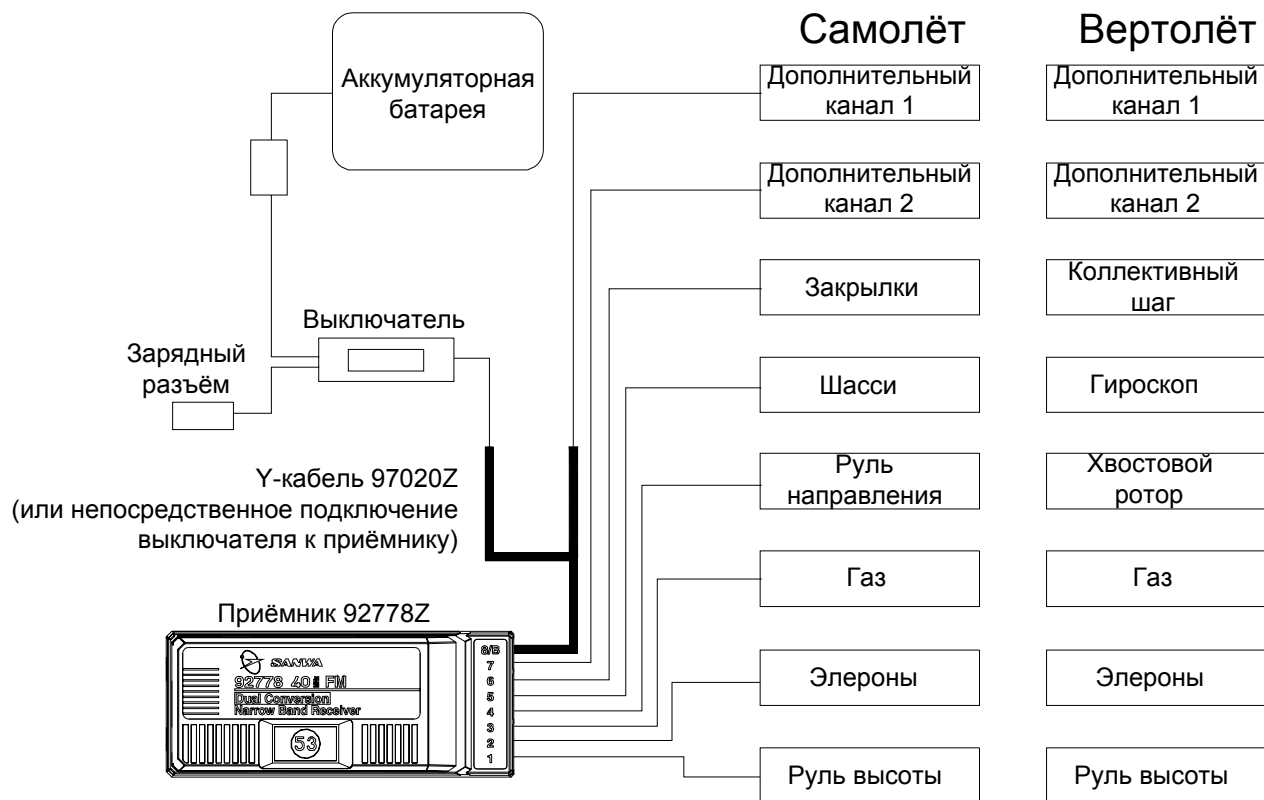 Самолёт
Вертолёт
Аккумуляторная
батарея
Дополнительный
канал 1
Дополнительный
канал 1
Дополнительный
канал 2
Дополнительный
канал 2
Закрылки
Коллективный
шаг
Выключатель
Зарядный
разъём
Шасси
Гироскоп
Y-кабель 97020Z
(или непосредственное подключение
выключателя к приёмнику)
Руль
направления
Хвостовой
ротор
Газ
Газ
Приёмник 92778Z
SANWA
92778 40 FM
Dual Conversion
Narrow Band Receiver
53
8/B
7
6
5
4
3
2
1
Элероны
Элероны
Руль высоты
Руль высоты